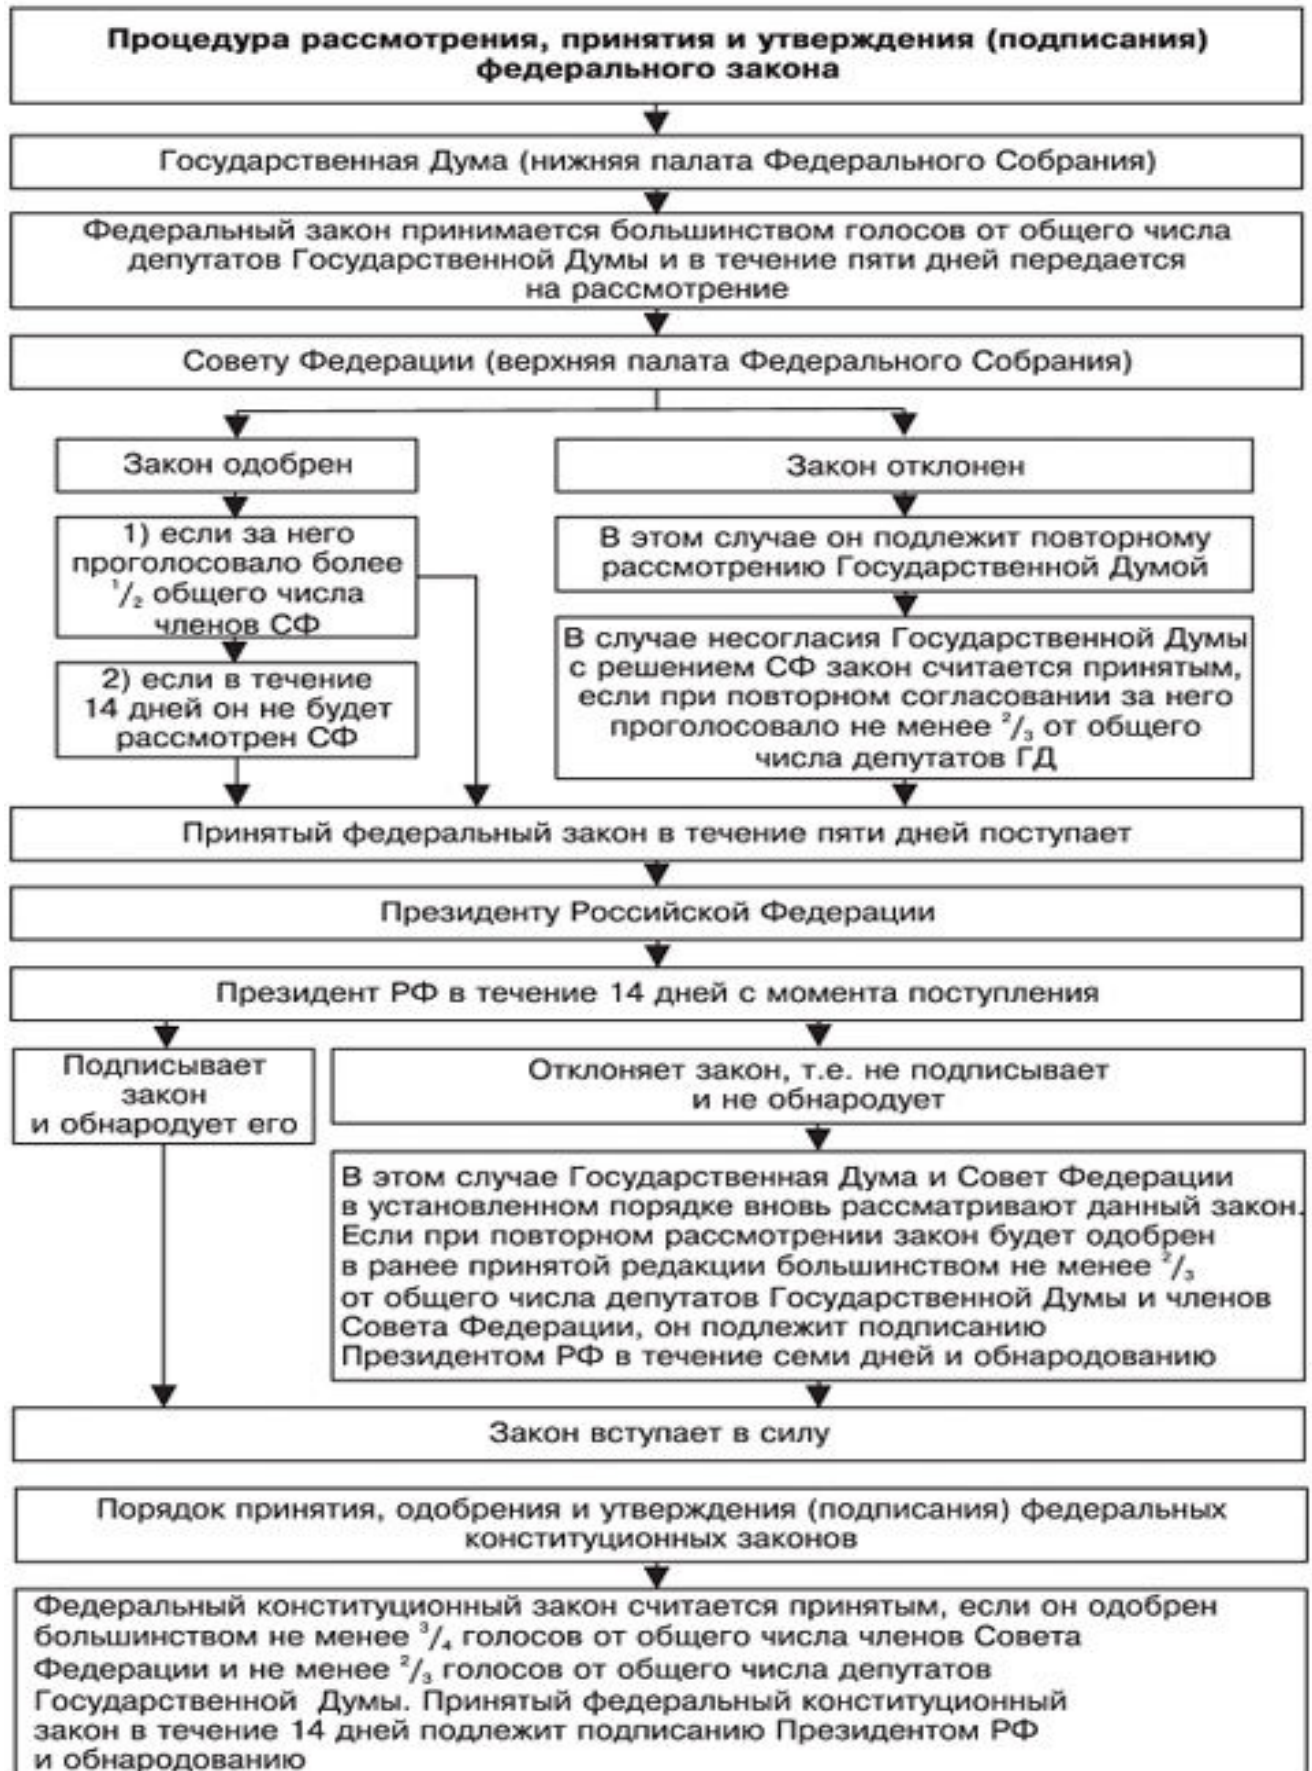 Процедура рассмотрения, принятия и утверждения (подписания)
федерального закона
Государственная Дума (нижняя палата Федерального Собрания)
Федеральный закон принимается большинством голосов от общего числа
депутатов Государственной Думы и в течение пяти дней передается
на рассмотрение
Совету Федерации (верхняя палата Федерального Собрания)
Закон одобрен
1) если за него
проголосовало более
¹/₂ общего числа
членов СФ
2) если в течение
14 дней он не будет
рассмотрен СФ
Закон отклонен
В этом случае он подлежит повторному
рассмотрению Государственной Думой
В случае несогласия Государственной Думы
с решением СФ закон считается принятым,
если при повторном согласовании за него
проголосовало не менее ²/₃ от общего
числа депутатов ГД
Принятый федеральный закон в течение пяти дней поступает
Президенту Российской Федерации
Президент РФ в течение 14 дней с момента поступления
Подписывает
закон
и обнародует его
Отклоняет закон, т.е. не подписывает
и не обнародует
В этом случае Государственная Дума и Совет Федерации
в установленном порядке вновь рассматривают данный закон.
Если при повторном рассмотрении закон будет одобрен
в ранее принятой редакции большинством не менее ²/₃
от общего числа депутатов Государственной Думы и членов
Совета Федерации, он подлежит подписанию
Президентом РФ в течение семи дней и обнародованию
Закон вступает в силу
Порядок принятия, одобрения и утверждения (подписания) федеральных
конституционных законов
Федеральный конституционный закон считается принятым, если он одобрен
большинством не менее ³/₄ голосов от общего числа членов Совета
Федерации и не менее ²/₃ голосов от общего числа депутатов
Государственной Думы. Принятый федеральный конституционный
закон в течение 14 дней подлежит подписанию Президентом РФ
и обнародованию